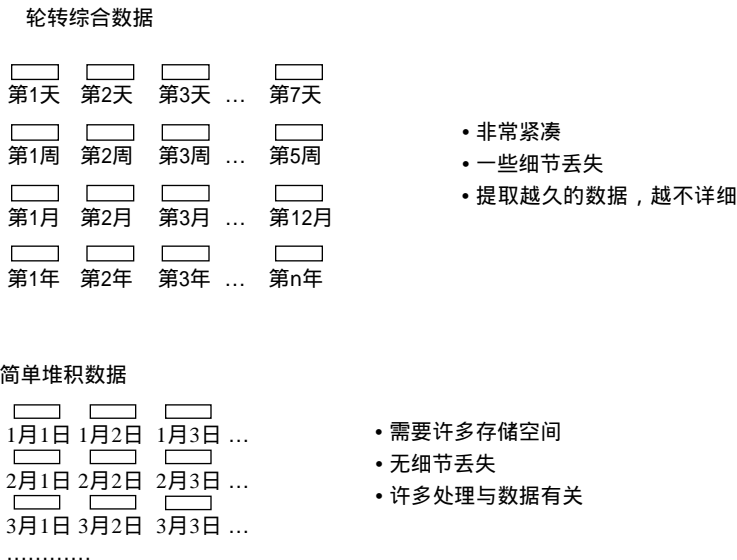 轮转综合数据
第1天 第2天 第3天 … 第7天
第1周 第2周 第3周 … 第5周
第1月 第2月 第3月 … 第12月
第1年 第2年 第3年 … 第n年
• 非常紧凑
• 一些细节丢失
• 提取越久的数据，越不详细
简单堆积数据
1月1日 1月2日 1月3日 …
2月1日 2月2日 2月3日 …
3月1日 3月2日 3月3日 …
…………
• 需要许多存储空间
• 无细节丢失
• 许多处理与数据有关